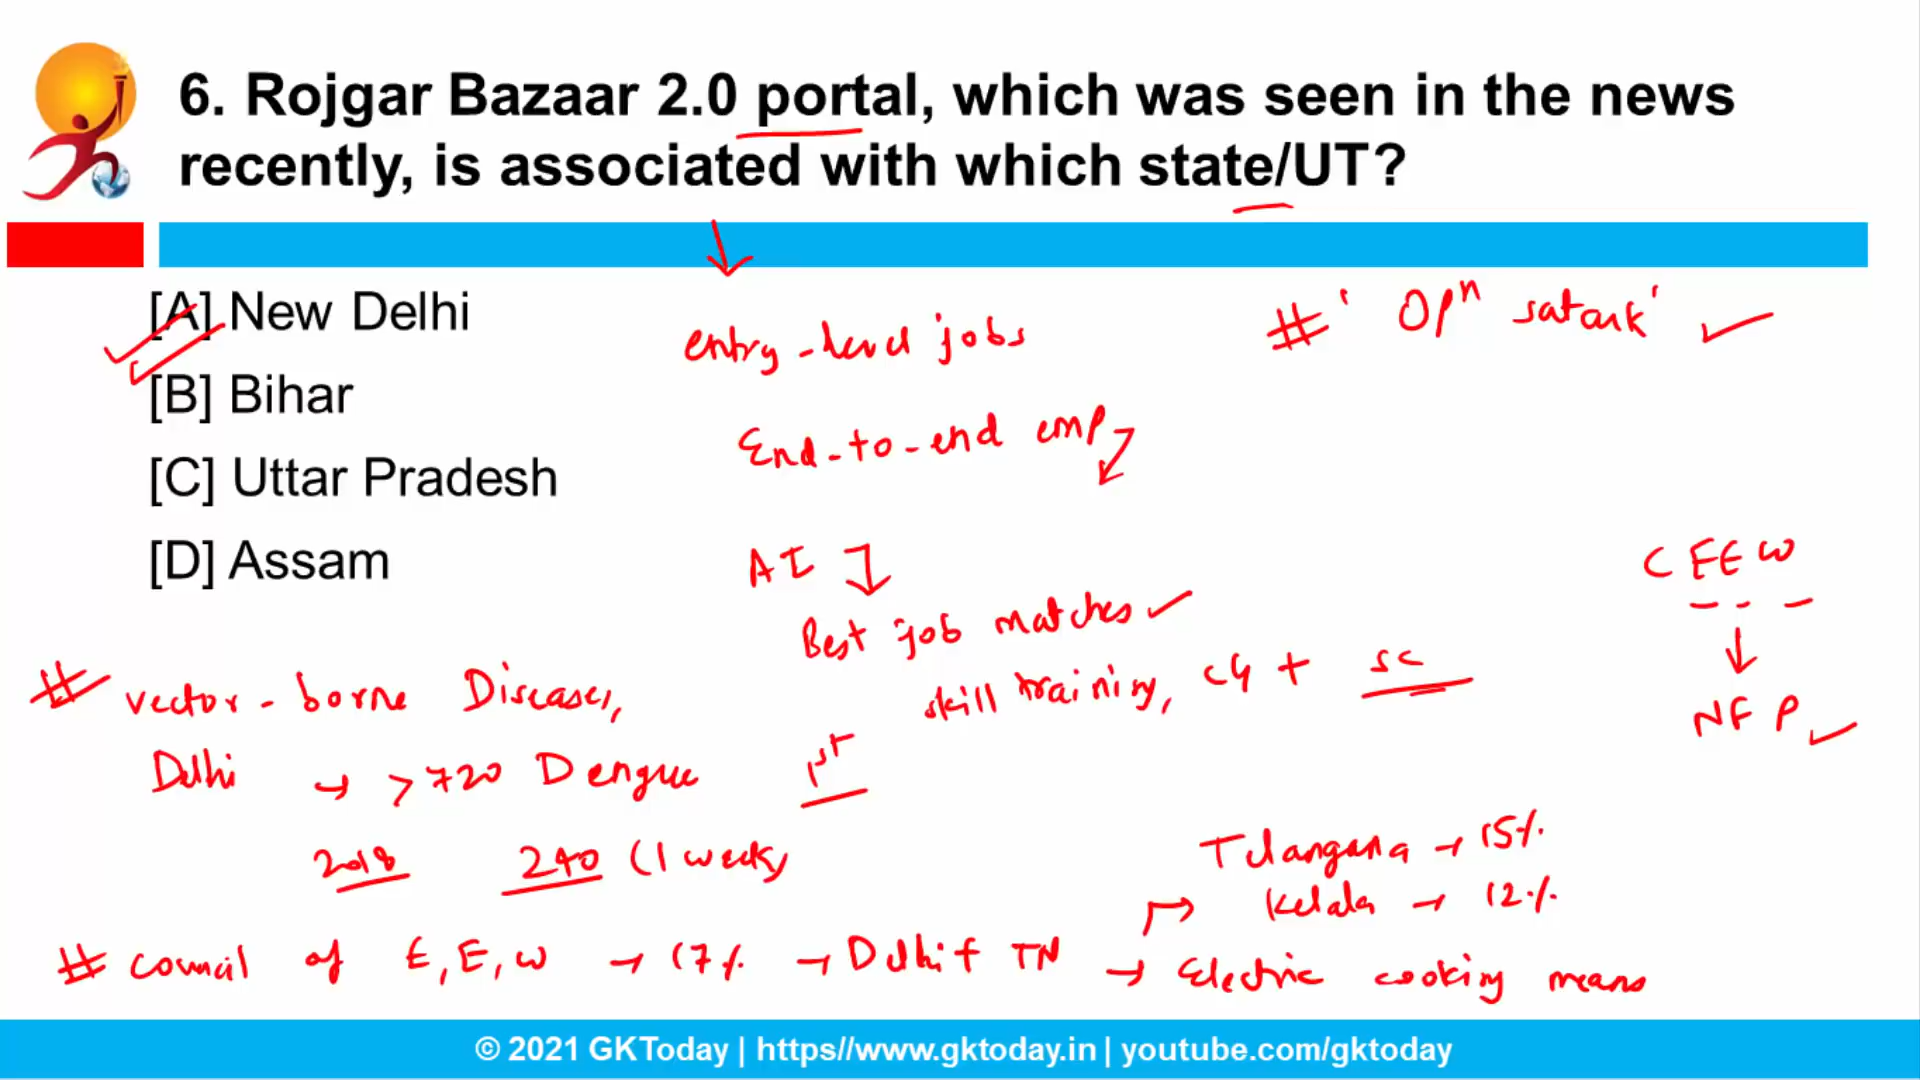 6. Rojgar Bazaar 2.0 portal, which was seen in the news
recently, is associated with which state/UT?
[A] New Delhi
[B] Bihar
[C] Uttar Pradesh
[D] Assam
# ' Opⁿ satark'
entry-level jobs
End-to-end emp
AI
Best job matches
skill training, CG + SC
CEEW
NFP
# vector-borne Diseases,
Delhi → >720 Dengue 1st
2018 240 (1 week)
Telangana → 15%
Kerala → 12%
# council of E, E, W → 17% → Delhi + TN → Electric cooking means
© 2021 GKToday | https//www.gktoday.in | youtube.com/gktoday